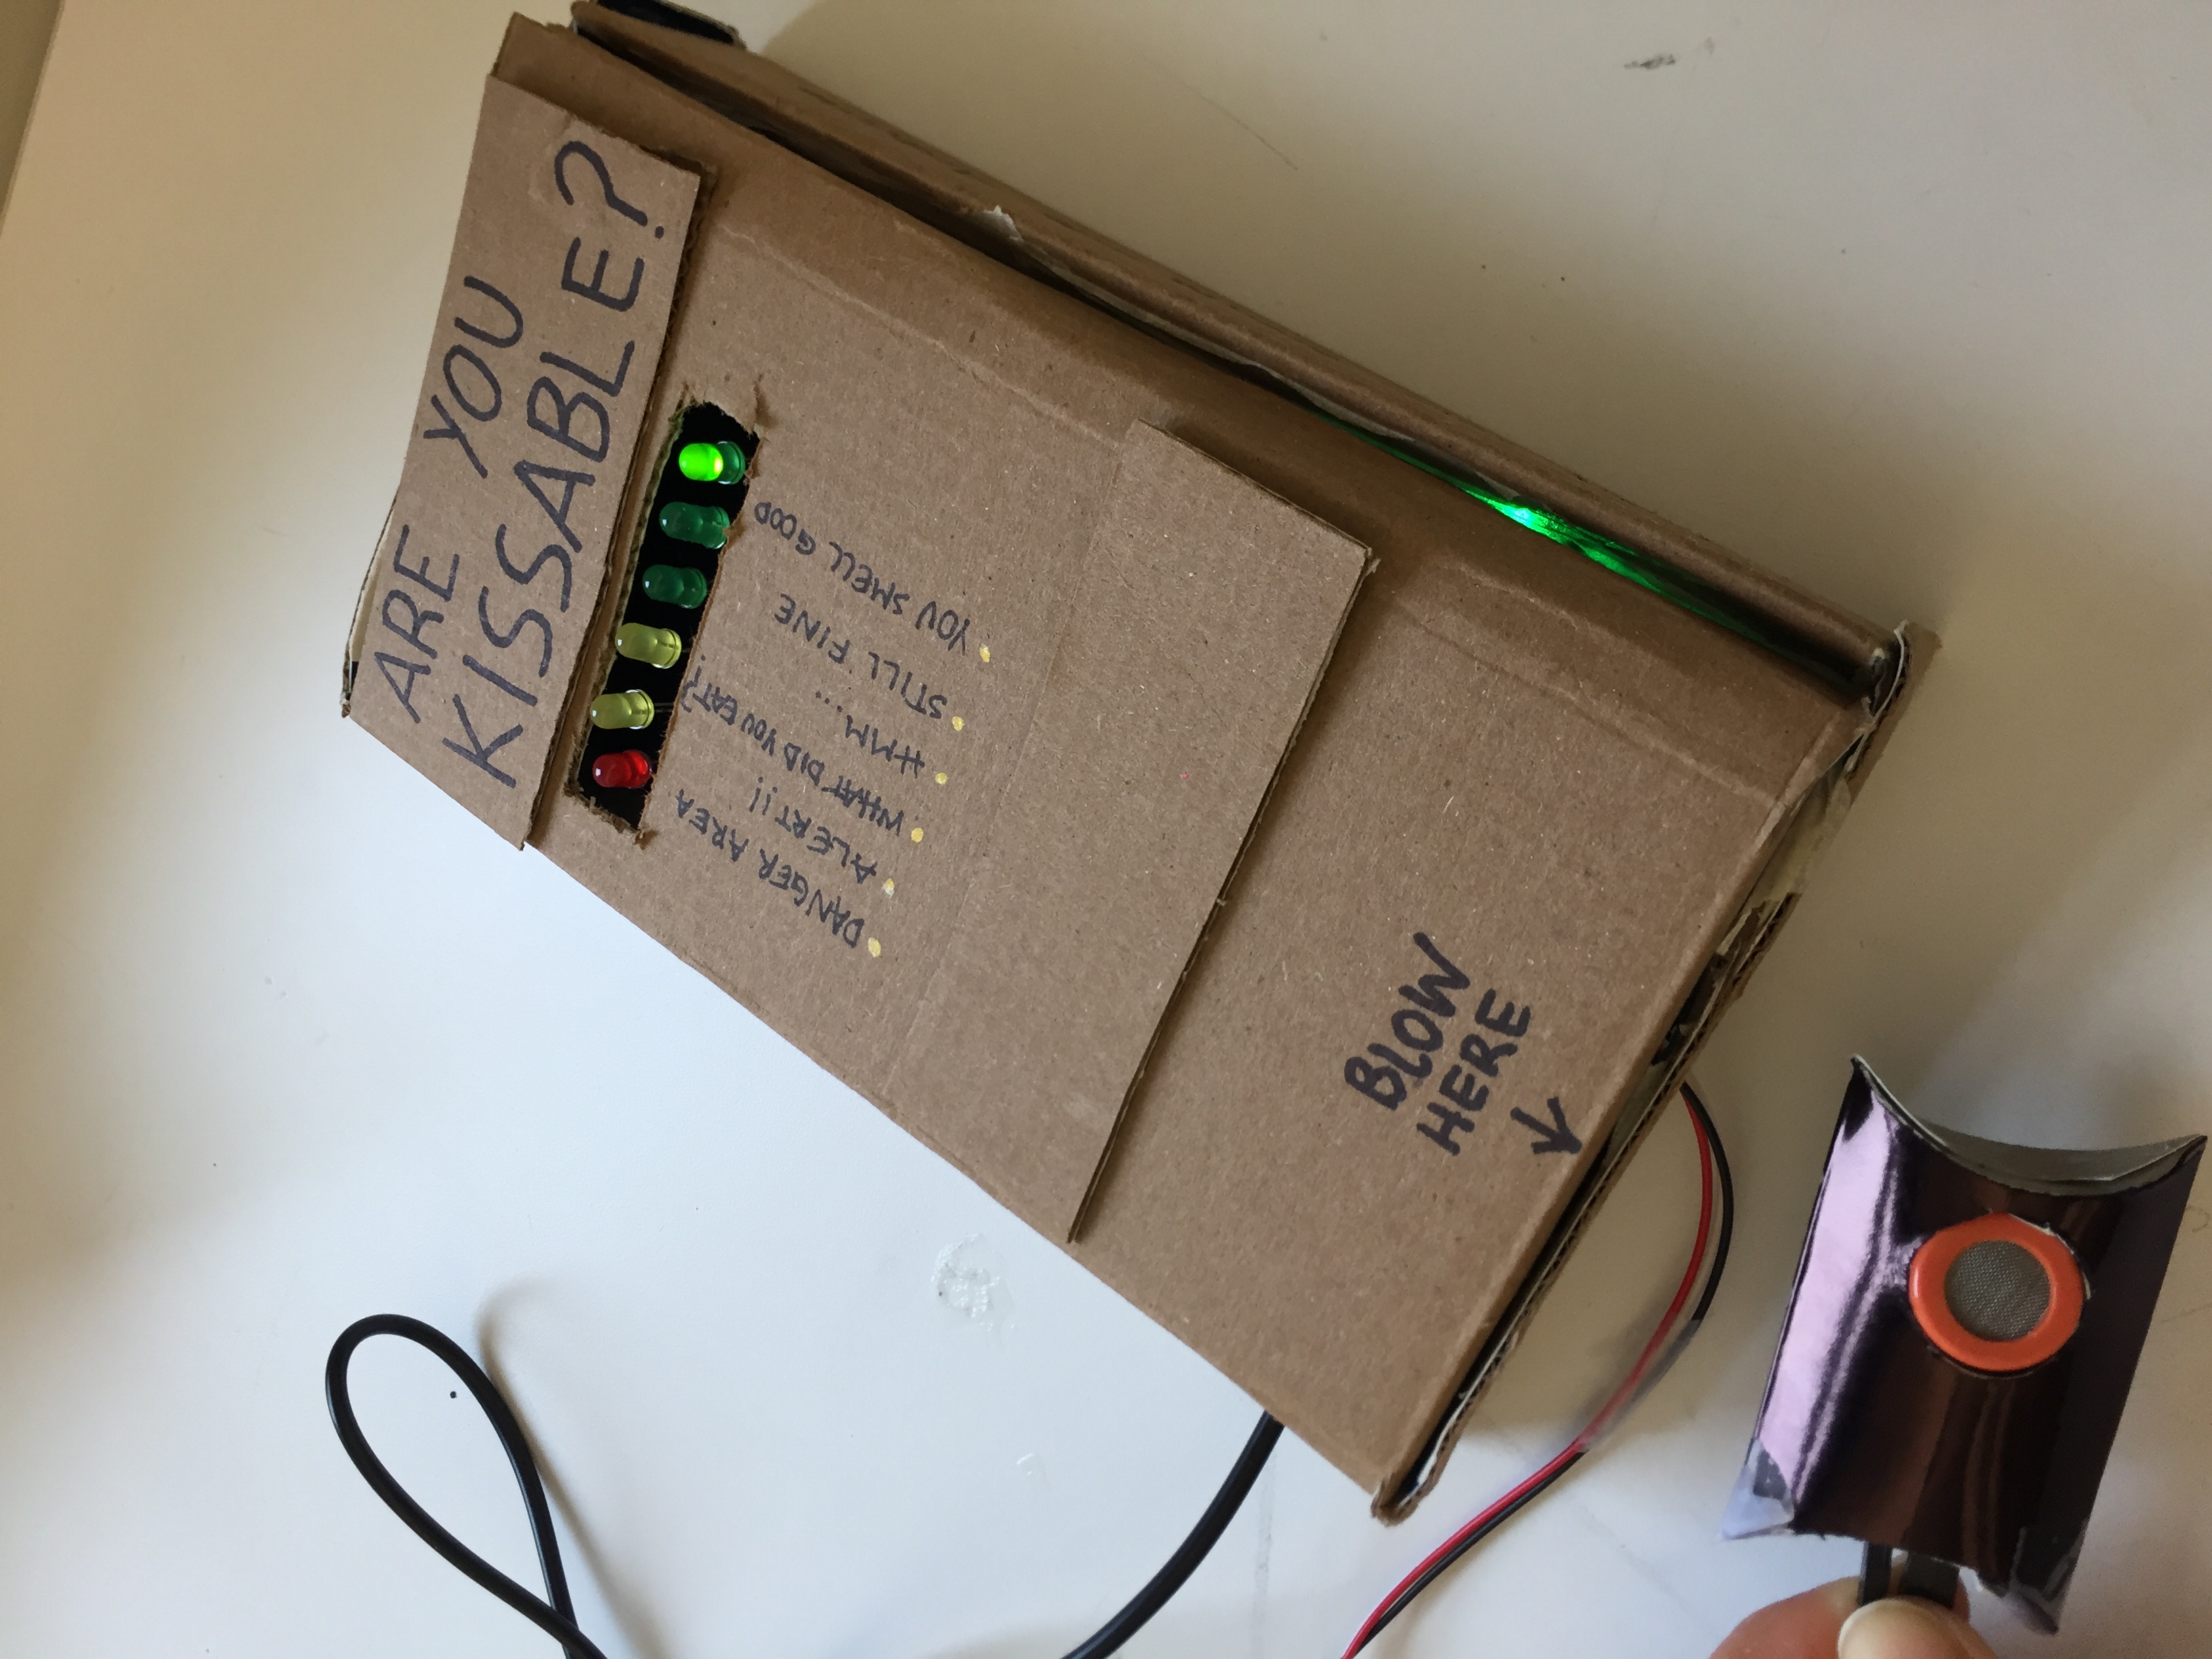 ARE YOU
KISSABLE?
DANGER AREA
ALERT!!
WHAT DID YOU EAT?
HMM...
STILL FINE
YOU SMELL GOOD
BLOW
HERE